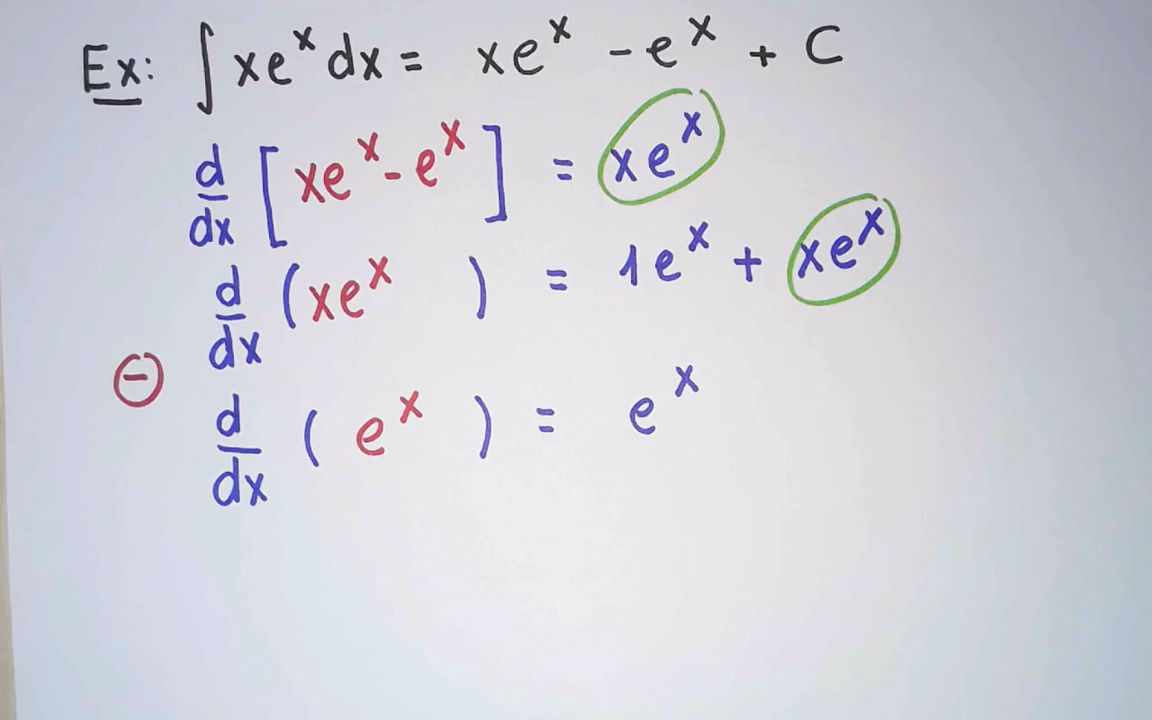 Ex: ∫ xe^x dx = xe^x - e^x + C
d/dx [xe^x - e^x] = xe^x
d/dx (xe^x) = 1e^x + xe^x
⊖
d/dx (e^x) = e^x